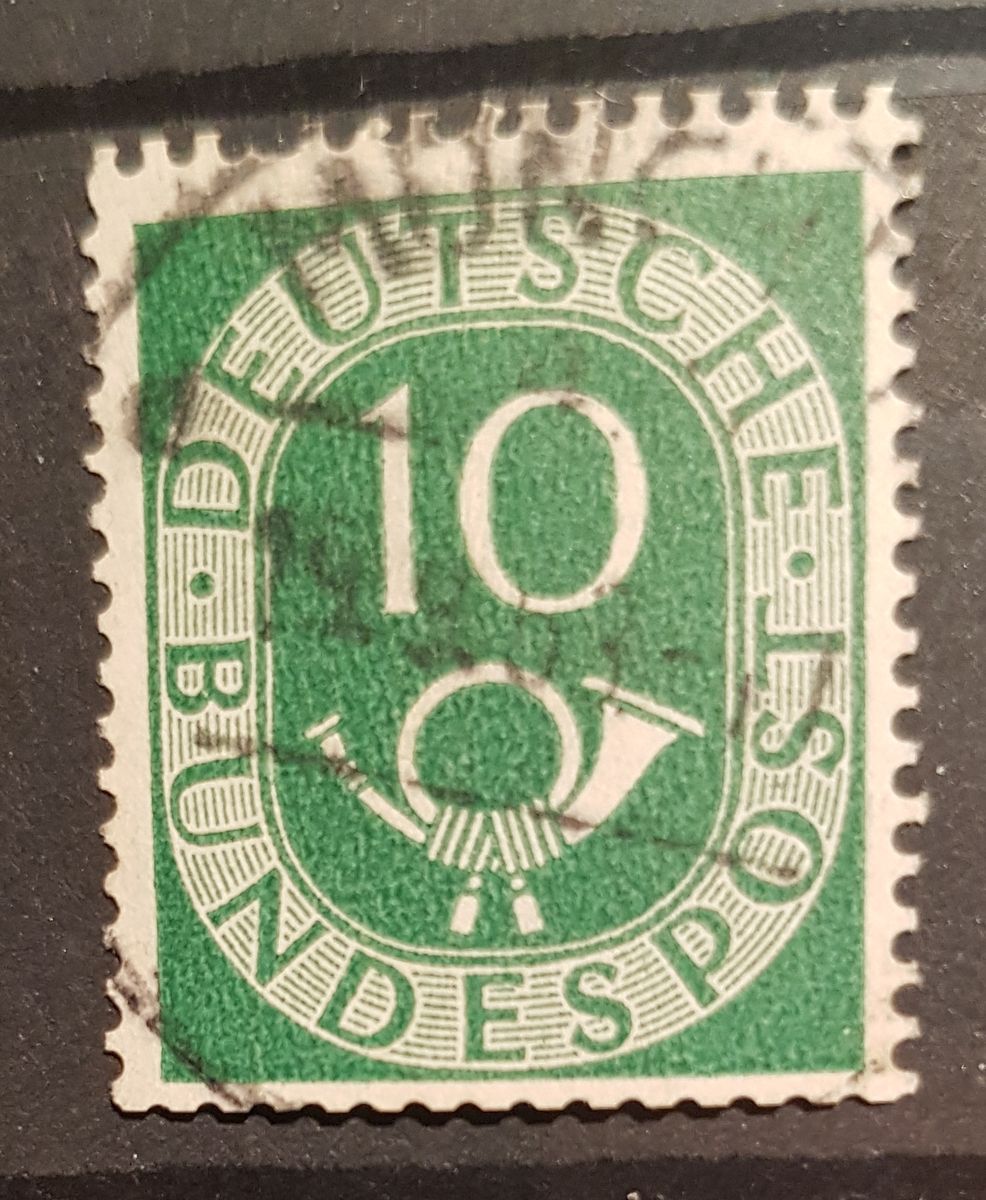 DEUTSCHE · BUNDESPOST ·
10